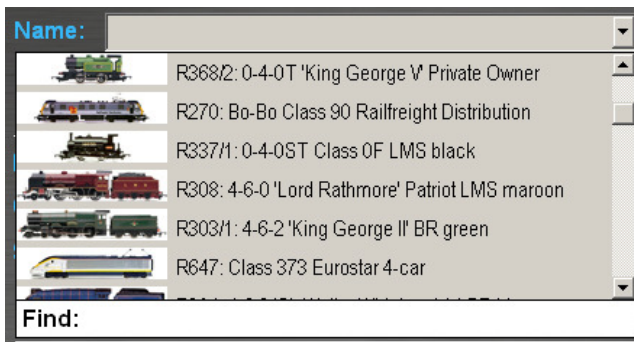 Name:
R368/2: 0-4-0T 'King George V' Private Owner
R270: Bo-Bo Class 90 Railfreight Distribution
R337/1: 0-4-0ST Class 0F LMS black
R308: 4-6-0 'Lord Rathmore' Patriot LMS maroon
R303/1: 4-6-2 'King George II' BR green
R647: Class 373 Eurostar 4-car
Find: